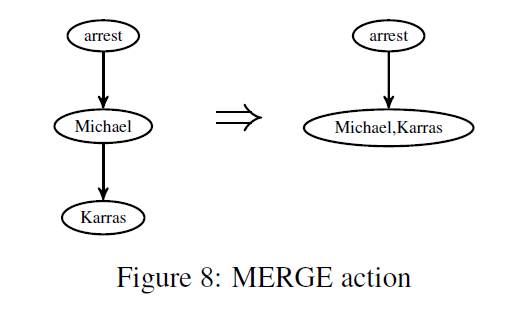 arrest
arrest
Michael
Michael,Karras
Karras
Figure 8: MERGE action